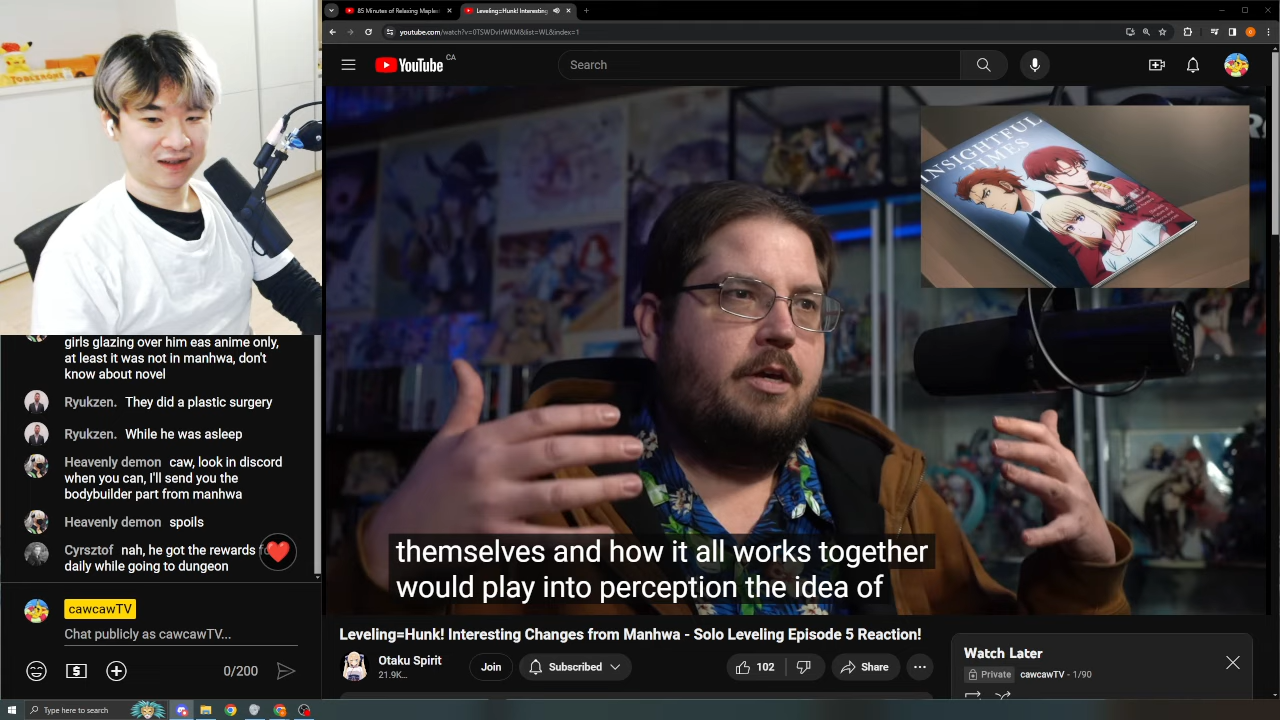 85 Minutes of Relaxing Maples
Leveling=Hunk! Interesting
youtube.com/watch?v=0TSWDvIrWKM&list=WL&index=1
YouTube
CA
Search
INSIGHTFUL
TIMES
girls glazing over him eas anime only,
at least it was not in manhwa, don't
know about novel
Ryukzen. They did a plastic surgery
Ryukzen. While he was asleep
Heavenly demon caw, look in discord
when you can, I'll send you the
bodybuilder part from manhwa
Heavenly demon spoils
Cyrsztof nah, he got the rewards
daily while going to dungeon
themselves and how it all works together
would play into perception the idea of
cawcawTV
Chat publicly as cawcawTV...
0/200
Leveling=Hunk! Interesting Changes from Manhwa - Solo Leveling Episode 5 Reaction!
Otaku Spirit
21.9K...
Join
Subscribed
102
Share
Watch Later
Private
cawcawTV - 1/90
Type here to search